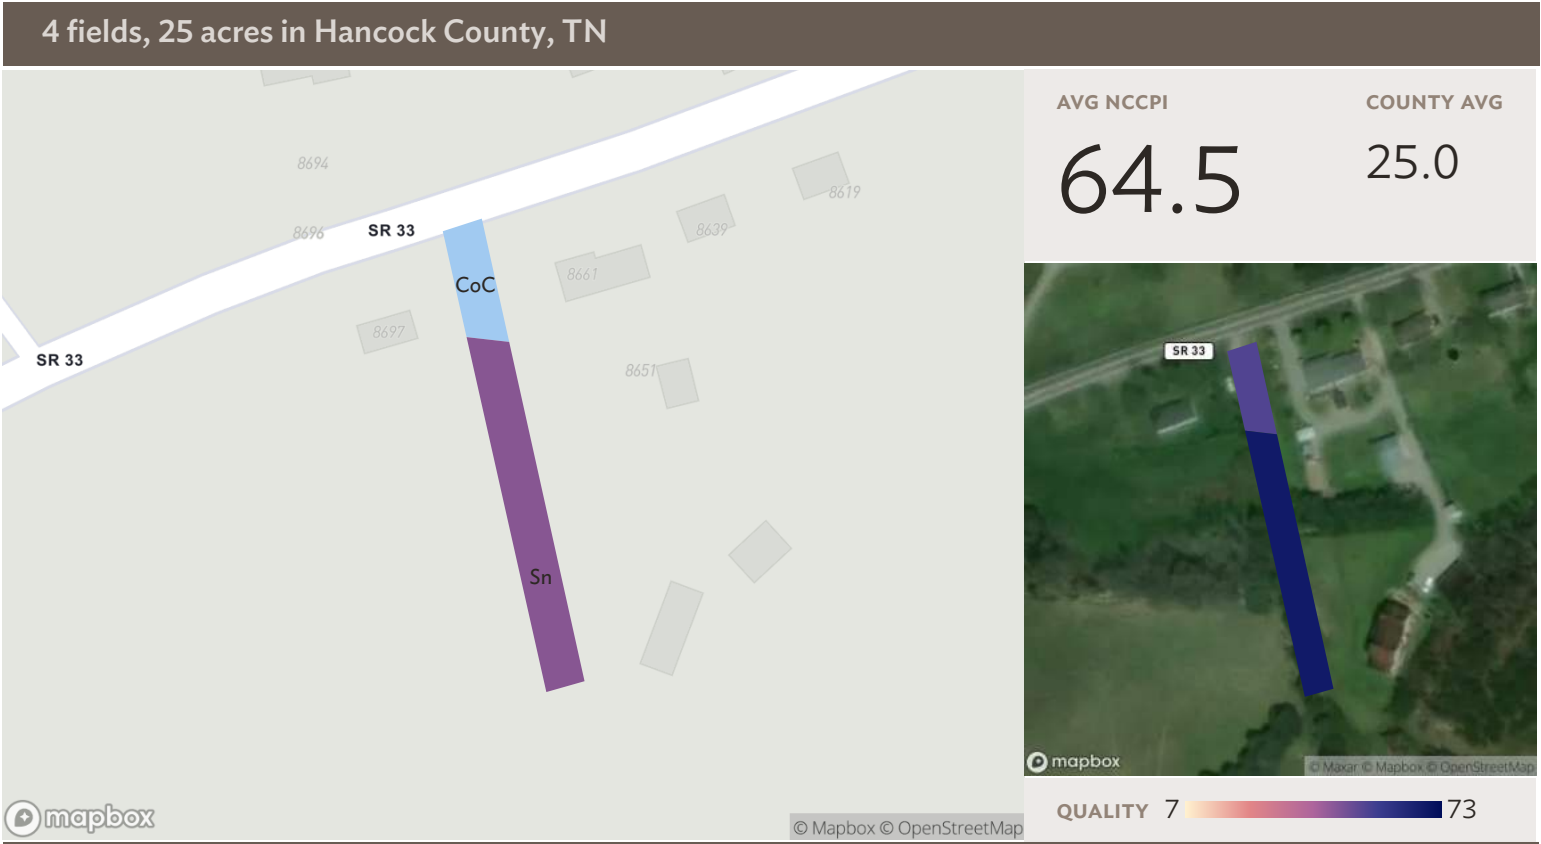 4 fields, 25 acres in Hancock County, TN
8694
8696
SR 33
8619
8639
8661
CoC
8697
SR 33
8651
Sn
mapbox
© Mapbox © OpenStreetMap
AVG NCCPI
COUNTY AVG
64.5
25.0
SR 33
mapbox
© Maxar © Mapbox © OpenStreetMap
QUALITY 7 73